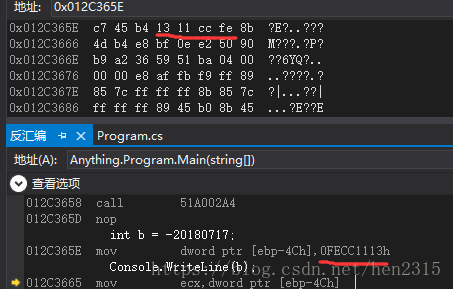 地址: 0x012C365E
0x012C365E c7 45 b4 13 11 cc fe 8b ?E?..???
0x012C3666 4d b4 e8 bf 0e e2 50 90 M???.?P?
0x012C366E b9 a2 36 59 51 ba 04 00 ??6YQ?..
0x012C3676 00 00 e8 af fb f9 ff 89 ..????.?
0x012C367E 85 7c ff ff ff 8b 85 7c ?|...??|
0x012C3686 ff ff ff 89 45 b0 8b 45 ...?E??E
反汇编 Program.cs
地址(A): Anything.Program.Main(string[])
查看选项
012C3658 call 51A002A4
012C365D nop
int b = -20180717;
012C365E mov dword ptr [ebp-4Ch],0FECC1113h
Console.WriteLine(b);
012C3665 mov ecx,dword ptr [ebp-4Ch]
https://blog.csdn.net/hen2315